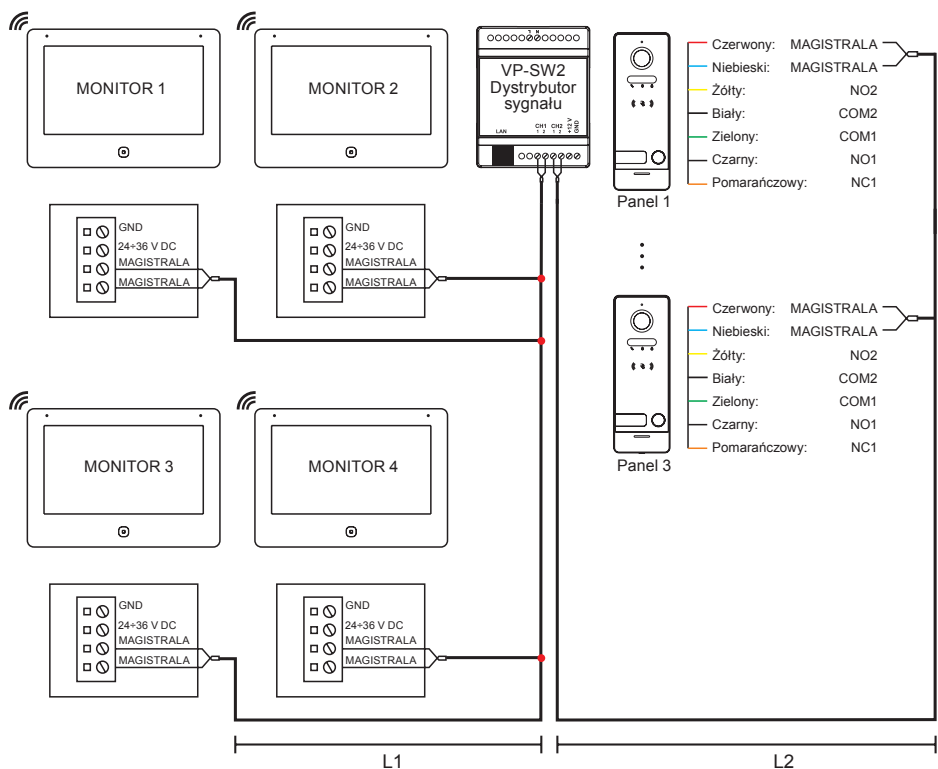 MONITOR 1
MONITOR 2
L N
VP-SW2
Dystrybutor
sygnału
LAN
CH1
1 2
CH2
1 2
+12 V
GND
Czerwony: MAGISTRALA
Niebieski: MAGISTRALA
Żółty: NO2
Biały: COM2
Zielony: COM1
Czarny: NO1
Pomarańczowy: NC1
Panel 1
GND
24÷36 V DC
MAGISTRALA
MAGISTRALA
GND
24÷36 V DC
MAGISTRALA
MAGISTRALA
Czerwony: MAGISTRALA
Niebieski: MAGISTRALA
Żółty: NO2
Biały: COM2
Zielony: COM1
Czarny: NO1
Pomarańczowy: NC1
Panel 3
MONITOR 3
MONITOR 4
GND
24÷36 V DC
MAGISTRALA
MAGISTRALA
GND
24÷36 V DC
MAGISTRALA
MAGISTRALA
L1
L2